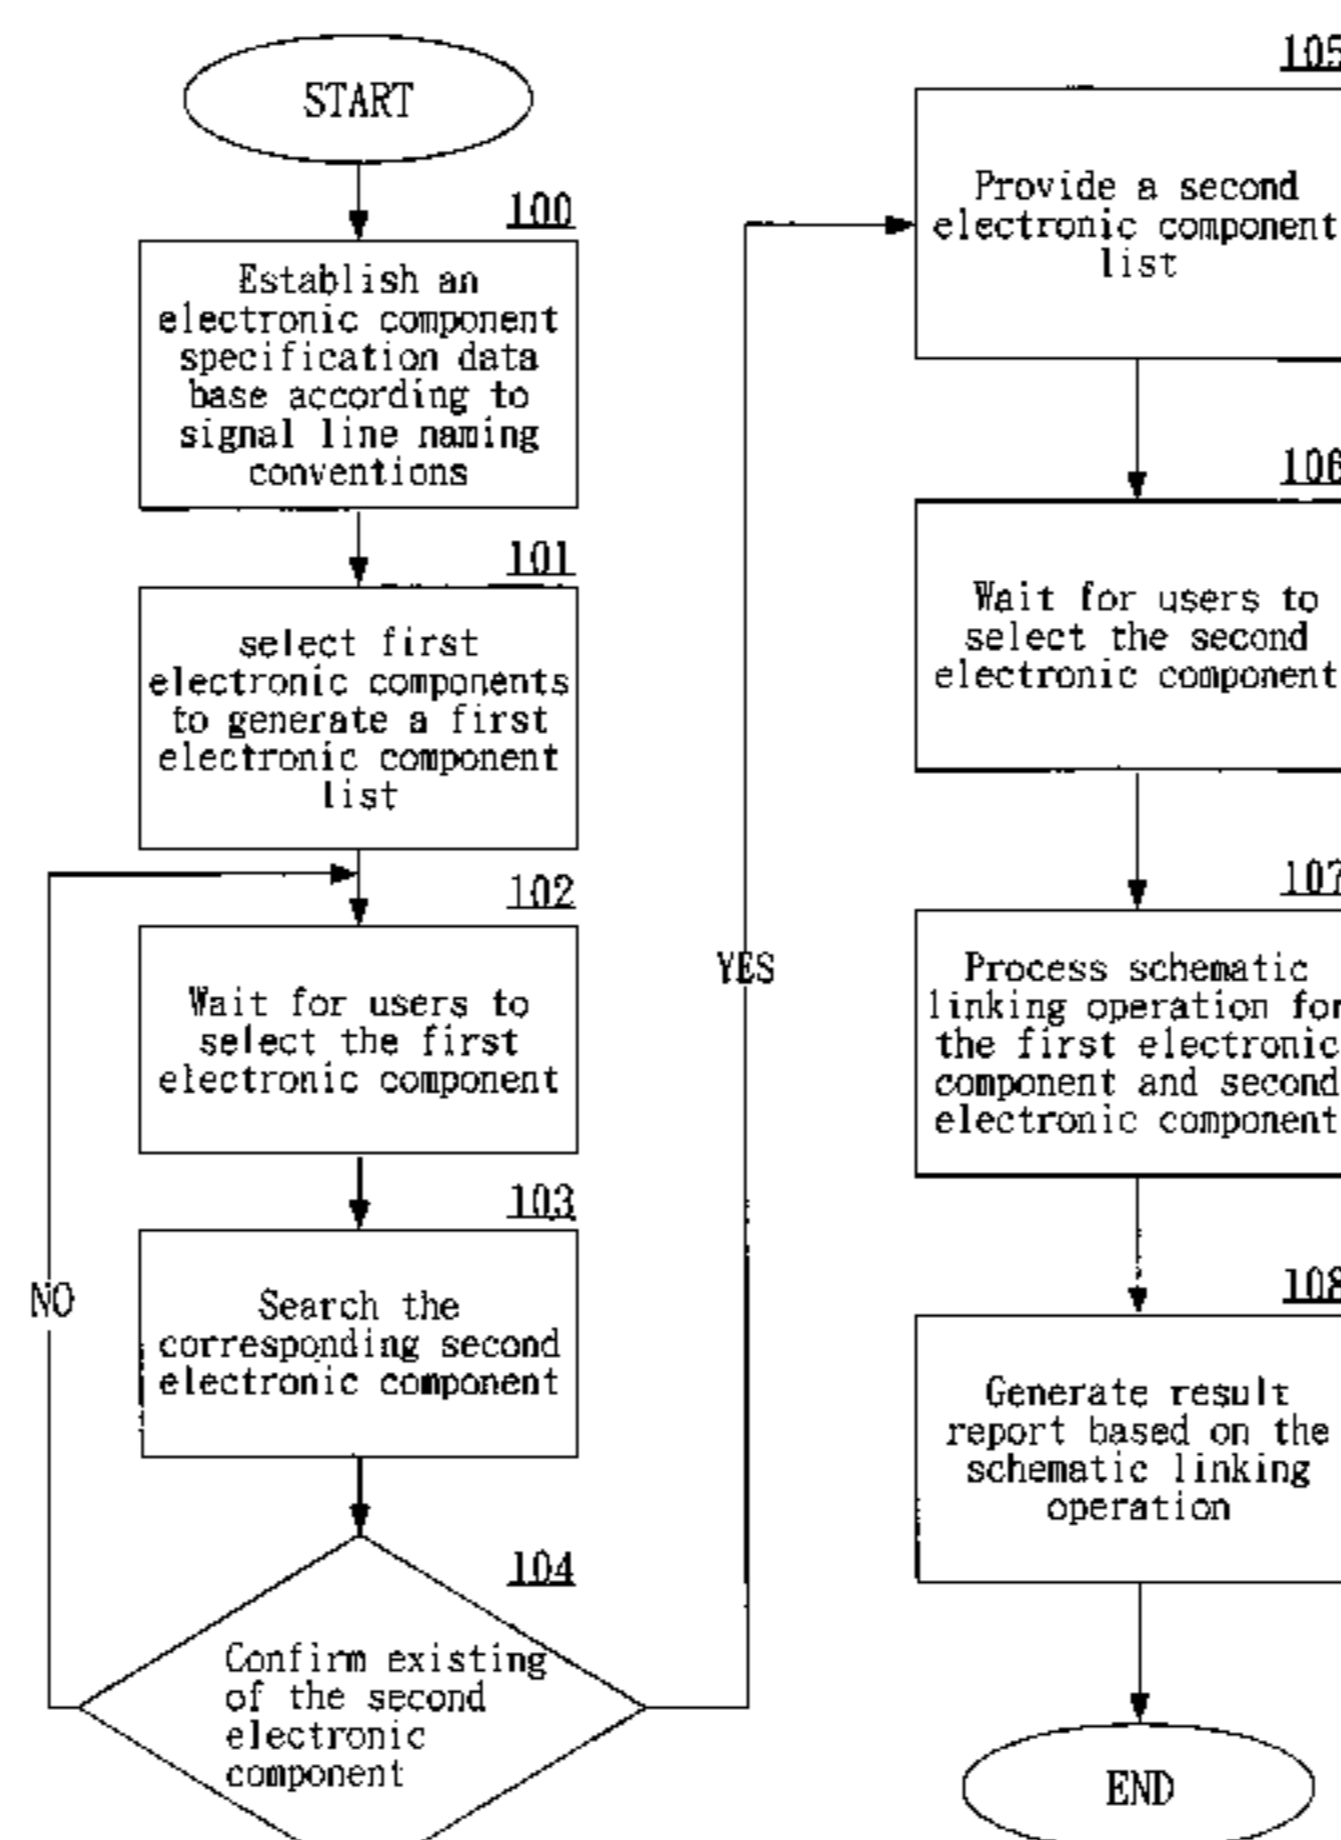 START
100
Establish an
electronic component
specification data
base according to
signal line naming
conventions
101
select first
electronic components
to generate a first
electronic component
list
102
Wait for users to
select the first
electronic component
103
Search the
corresponding second
electronic component
NO
104
Confirm existing
of the second
electronic
component
YES
105
Provide a second
electronic component
list
106
Wait for users to
select the second
electronic component
107
Process schematic
linking operation for
the first electronic
component and second
electronic component
108
Generate result
report based on the
schematic linking
operation
END